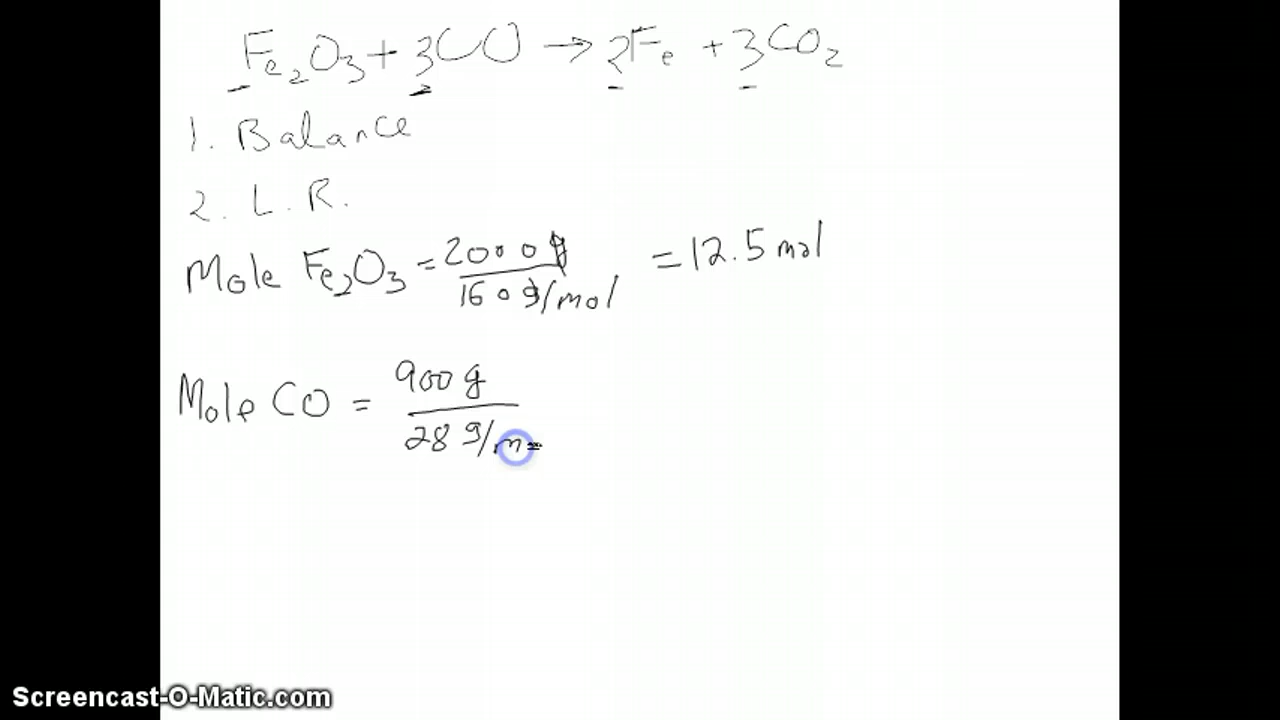 Fe₂O₃ + 3CO → 2Fe + 3CO₂
1. Balance
2. L.R.
Mole Fe₂O₃ = 2000g / 160 g/mol = 12.5 mol
Mole CO = 900 g / 28 g/m
Screencast-O-Matic.com